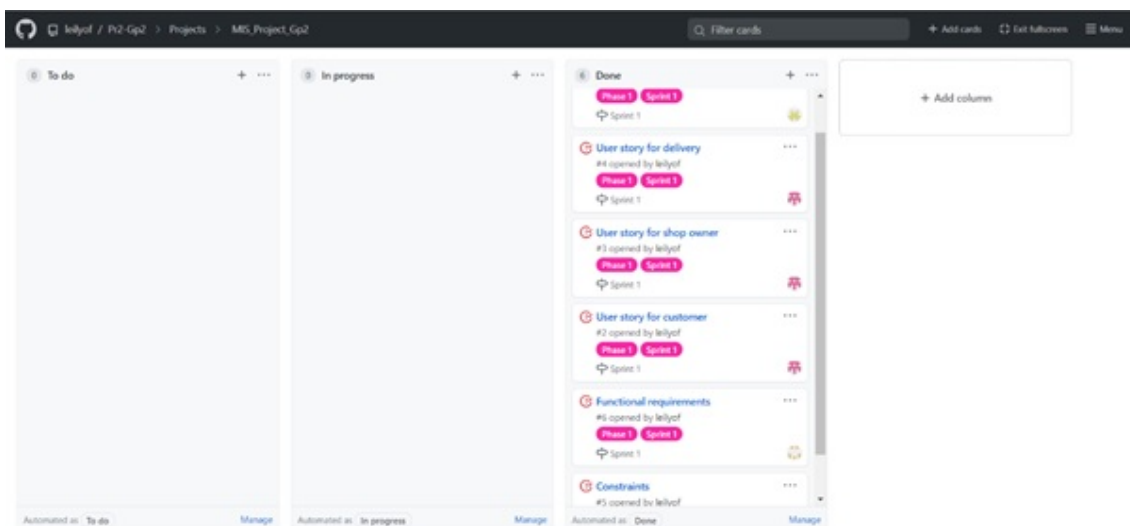 leilyof / Pr2-Gp2 > Projects > MIS_Project_Gp2
Filter cards
+ Add cards
Exit fullscreen
Menu
0 To do
0 In progress
6 Done
+ Add column
Phase 1 Sprint 1
Sprint 1
User story for delivery
#4 opened by leilyof
Phase 1 Sprint 1
Sprint 1
User story for shop owner
#3 opened by leilyof
Phase 1 Sprint 1
Sprint 1
User story for customer
#2 opened by leilyof
Phase 1 Sprint 1
Sprint 1
Functional requirements
#6 opened by leilyof
Phase 1 Sprint 1
Sprint 1
Constraints
#5 opened by leilyof
Automated as To do Manage
Automated as In progress Manage
Automated as Done Manage